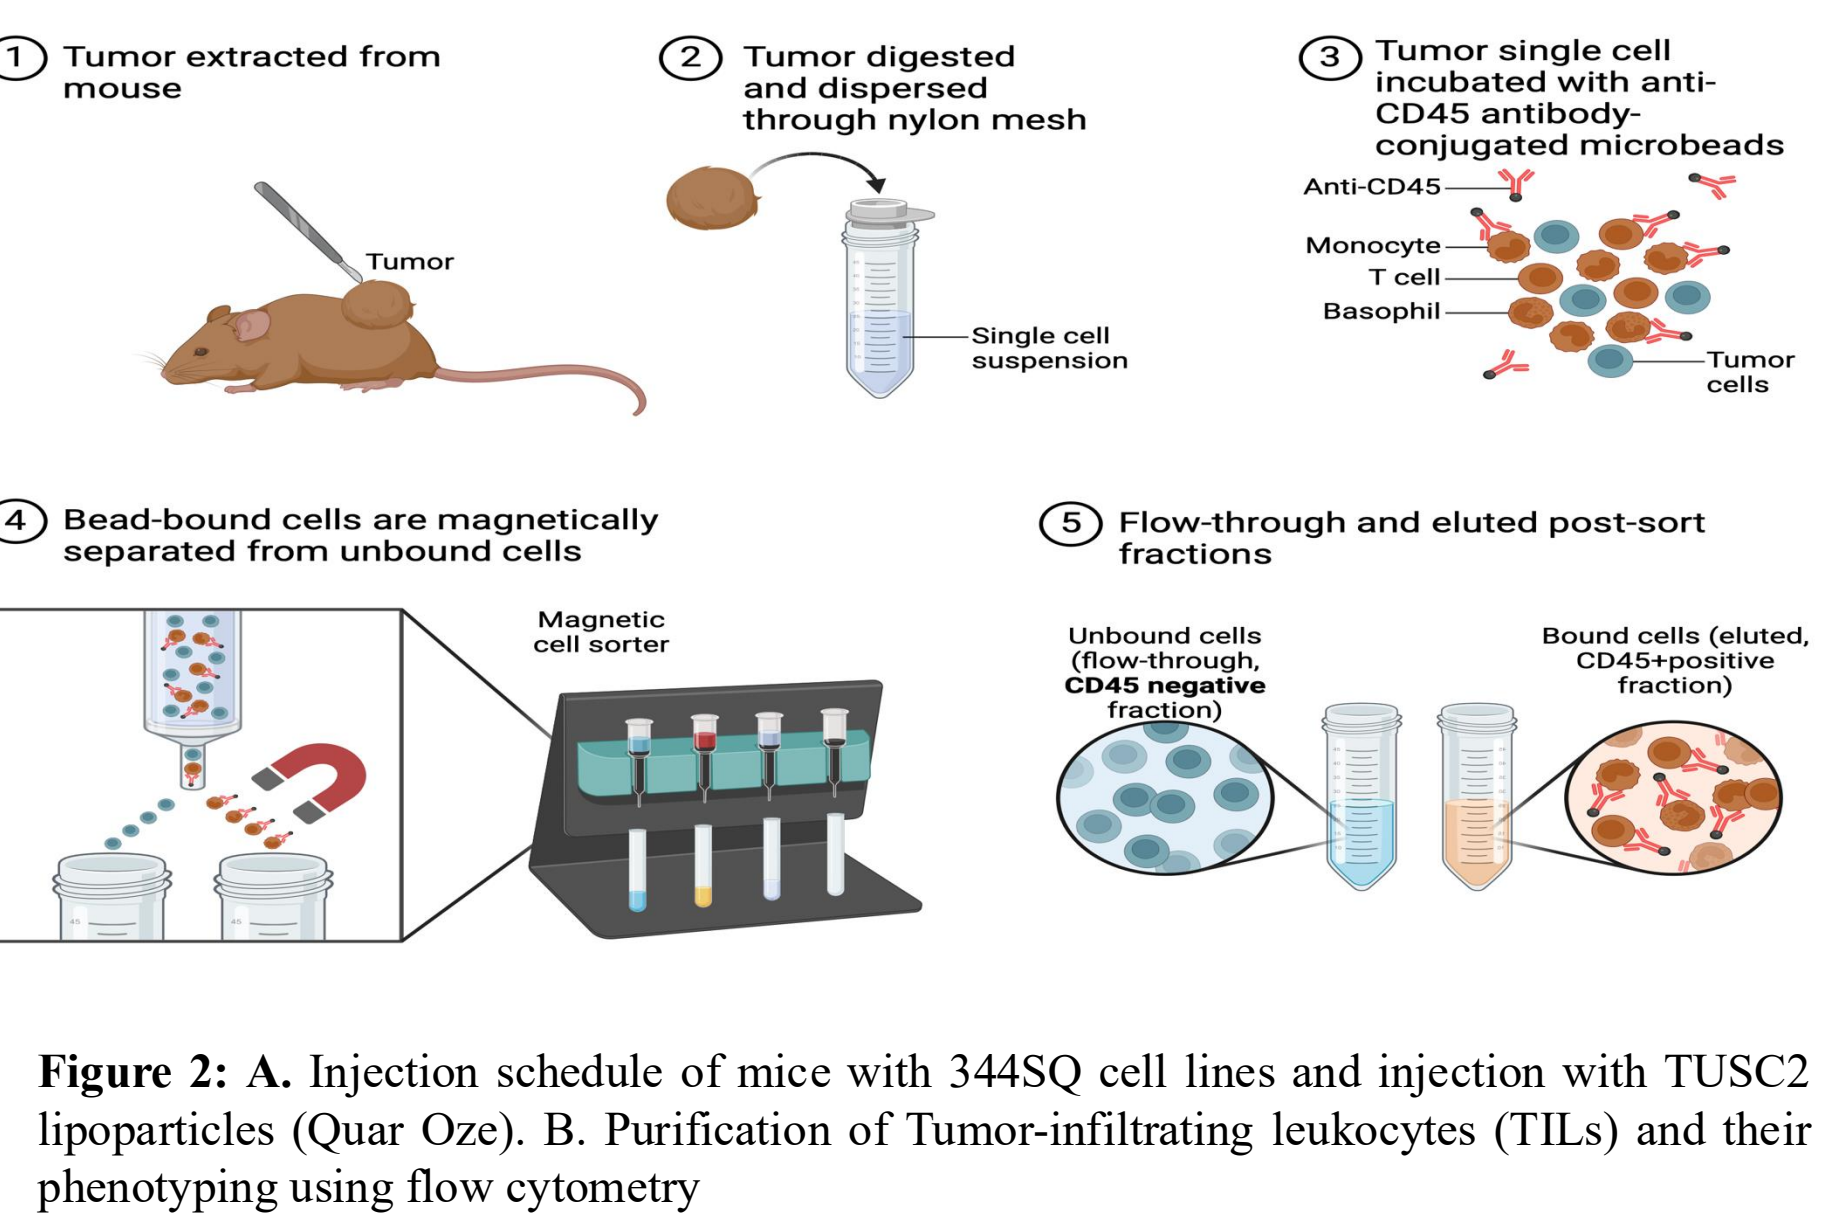 1 Tumor extracted from
mouse
Tumor
2 Tumor digested
and dispersed
through nylon mesh
Single cell
suspension
3 Tumor single cell
incubated with anti-
CD45 antibody-
conjugated microbeads
Anti-CD45
Monocyte
T cell
Basophil
Tumor
cells
4 Bead-bound cells are magnetically
separated from unbound cells
45
45
Magnetic
cell sorter
5 Flow-through and eluted post-sort
fractions
Unbound cells
(flow-through,
CD45 negative
fraction)
Bound cells (eluted,
CD45+positive
fraction)
Figure 2: A. Injection schedule of mice with 344SQ cell lines and injection with TUSC2
lipoparticles (Quar Oze). B. Purification of Tumor-infiltrating leukocytes (TILs) and their
phenotyping using flow cytometry